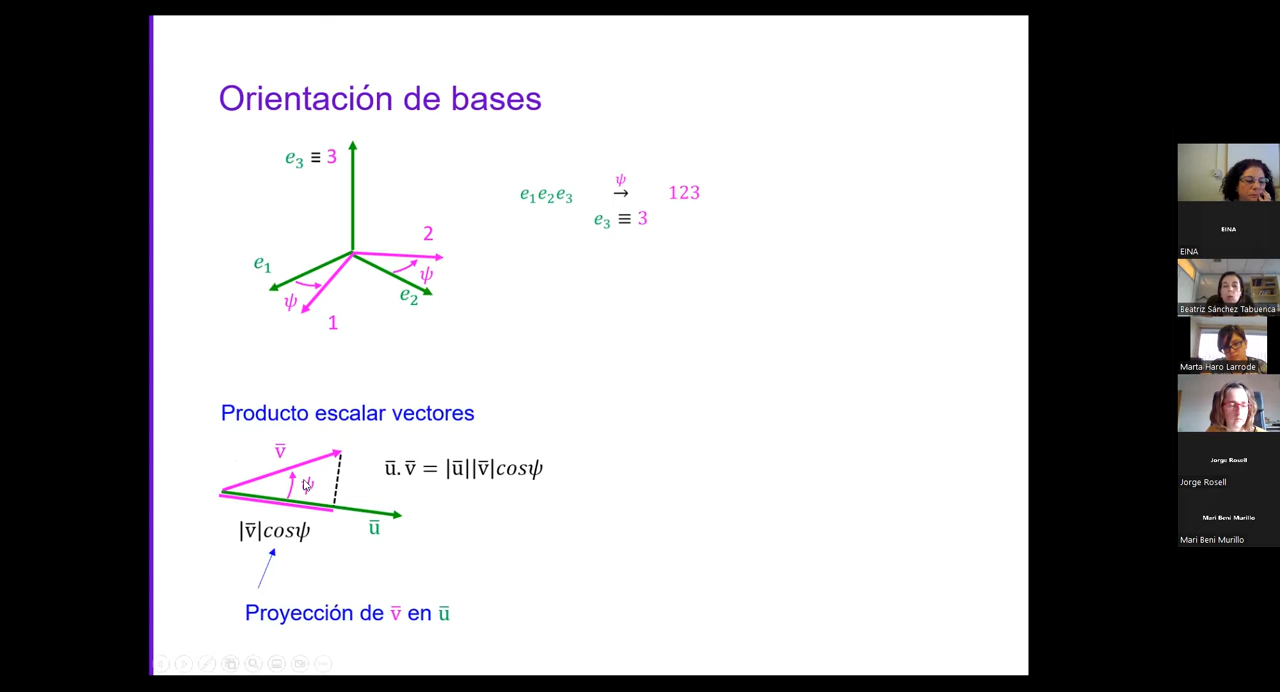 Orientación de bases
e₃ ≡ 3
2
e₁
ψ
ψ
e₂
1
ψ
e₁e₂e₃ → 123
e₃ ≡ 3
Producto escalar vectores
v̄
ψ
ū. v̄ = |ū||v̄|cosψ
|v̄|cosψ
ū
Proyección de v̄ en ū
EINA
EINA
Beatriz Sánchez Tabuenca
Marta Haro Larrode
Jorge Rosell
Jorge Rosell
Mari Beni Murillo
Mari Beni Murillo